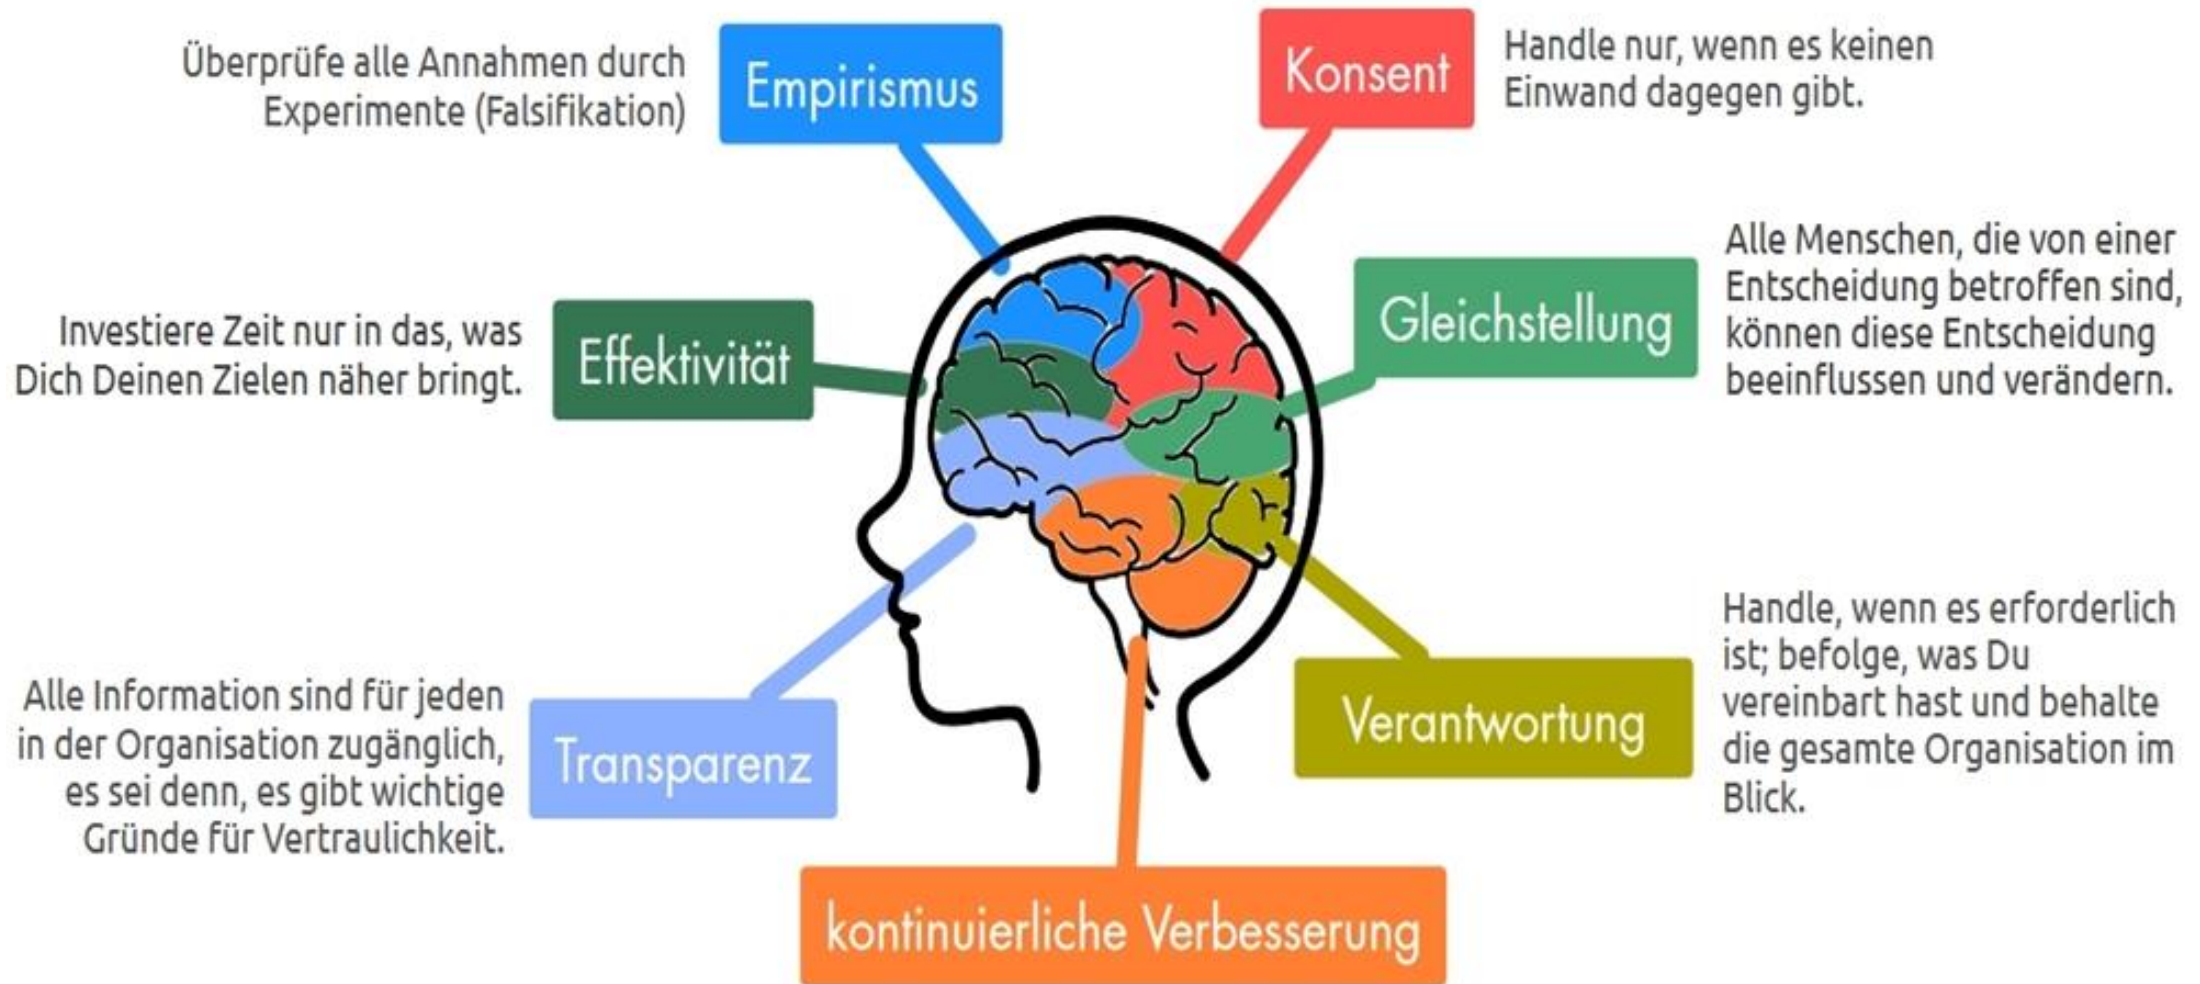 Überprüfe alle Annahmen durch
Experimente (Falsifikation)
Empirismus
Konsent
Handle nur, wenn es keinen
Einwand dagegen gibt.
Investiere Zeit nur in das, was
Dich Deinen Zielen näher bringt.
Effektivität
Gleichstellung
Alle Menschen, die von einer
Entscheidung betroffen sind,
können diese Entscheidung
beeinflussen und verändern.
Alle Information sind für jeden
in der Organisation zugänglich,
es sei denn, es gibt wichtige
Gründe für Vertraulichkeit.
Transparenz
Verantwortung
Handle, wenn es erforderlich
ist; befolge, was Du
vereinbart hast und behalte
die gesamte Organisation im
Blick.
kontinuierliche Verbesserung